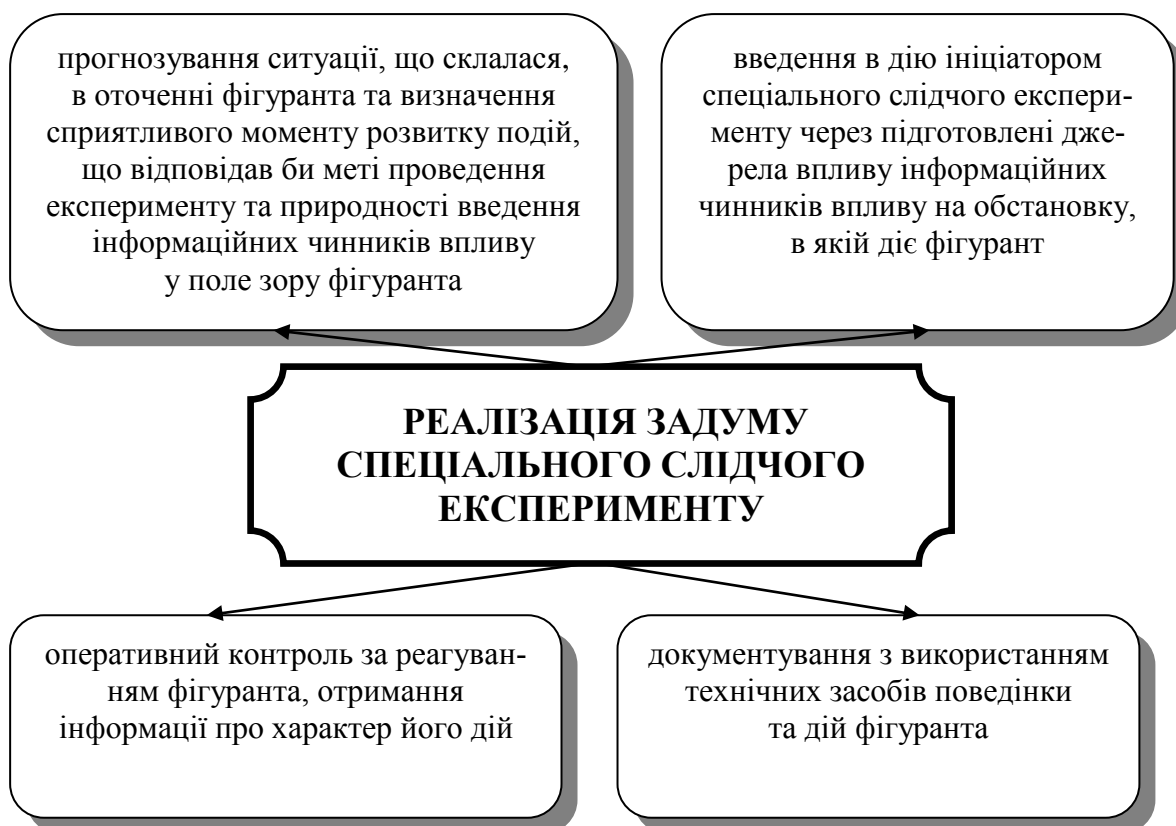 прогнозування ситуації, що склалася,
в оточенні фігуранта та визначення
сприятливого моменту розвитку подій,
що відповідав би меті проведення
експерименту та природності введення
інформаційних чинників впливу
у поле зору фігуранта
введення в дію ініціатором
спеціального слідчого експери-
менту через підготовлені дже-
рела впливу інформаційних
чинників впливу на обстановку,
в якій діє фігурант
РЕАЛІЗАЦІЯ ЗАДУМУ
СПЕЦІАЛЬНОГО СЛІДЧОГО
ЕКСПЕРИМЕНТУ
оперативний контроль за реагуван-
ням фігуранта, отримання
інформації про характер його дій
документування з використанням
технічних засобів поведінки
та дій фігуранта